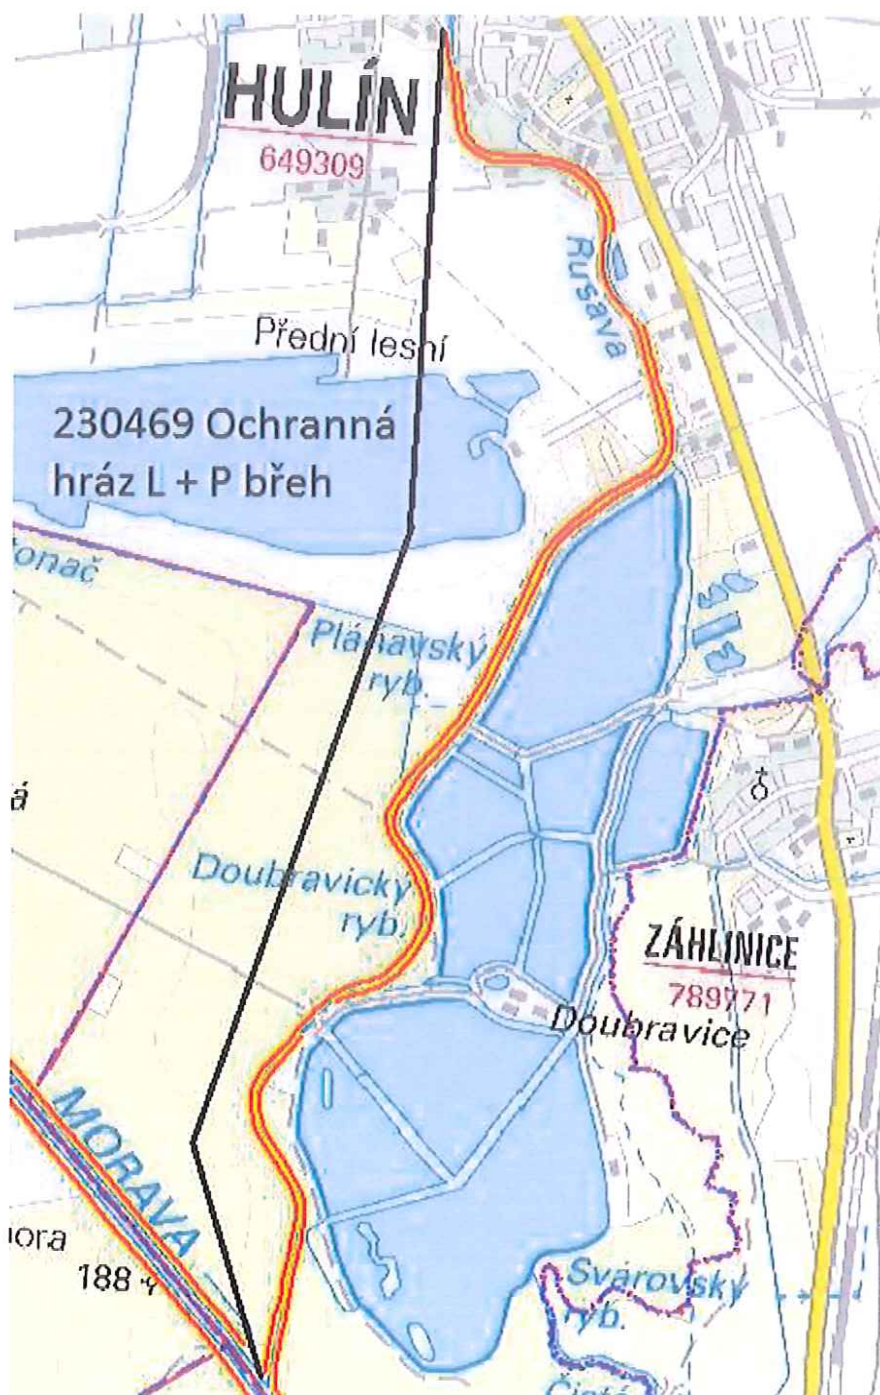 HULÍN
649309
Rusava
Přední lesní
230469 Ochranná
hráz L + P břeh
Plánavský
ryb.
á
Doubravický
ryb.
ZÁHLINICE
789771
Doubravice
MORAVA
188
Svárovský
ryb.